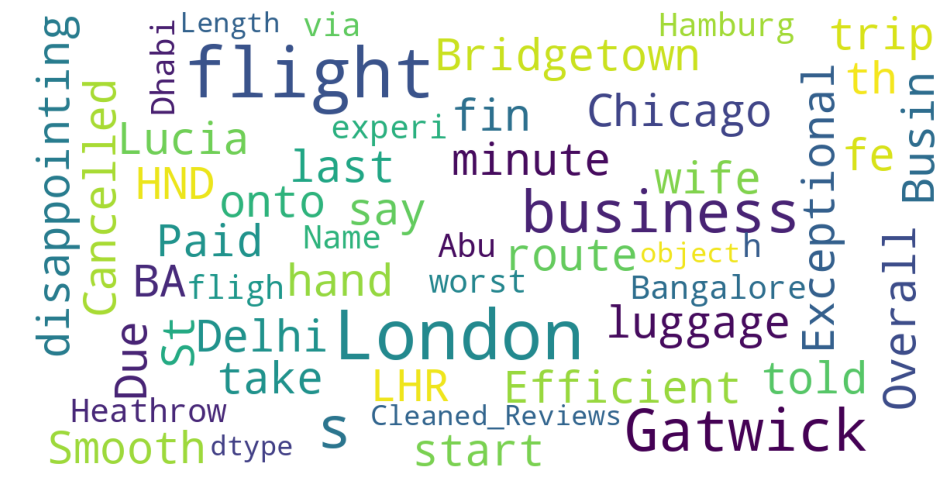 Length via Hamburg trip
Dhabi flight Bridgetown th
disappointing Cancelled Lucia experi fin Chicago Exceptional Busin
HND last minute wife fe
onto say business
Paid Name Abu route object h Overall
BA fligh hand worst Bangalore
Due St Delhi London luggage
take LHR Efficient told
Heathrow s Cleaned_Reviews Gatwick
Smooth dtype start